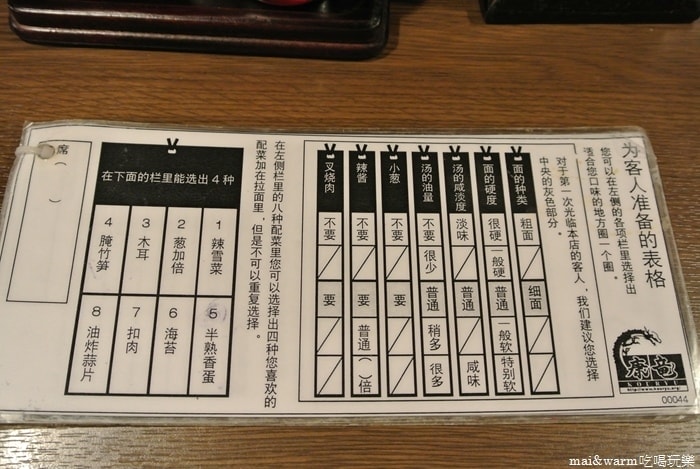 为客人准备的表格
您可以在左侧的各项栏里选择出
适合您口味的地方圈一个圈。
对于第一次光临本店的客人，我们建议您选择
中央的灰色部分。
面的种类 粗面 细面
面的硬度 很硬 一般硬 普通 一般软 特别软
汤的咸淡度 淡味 普通 咸味
汤的油量 不要 很少 普通 稍多 很多
小葱 不要 要
辣酱 不要 要 普通( )倍
叉烧肉 不要 要
康竜
KOURYU
00044
在左侧栏里的八种配菜里您可以选择出四种您喜欢的
配菜加在拉面里，但是不可以重复选择。
在下面的栏里能选出4种
1 辣雪菜
2 葱加倍
3 木耳
4 腌竹笋
5 半熟香蛋
6 海苔
7 扣肉
8 油炸蒜片
席( )
mai&warm吃喝玩樂